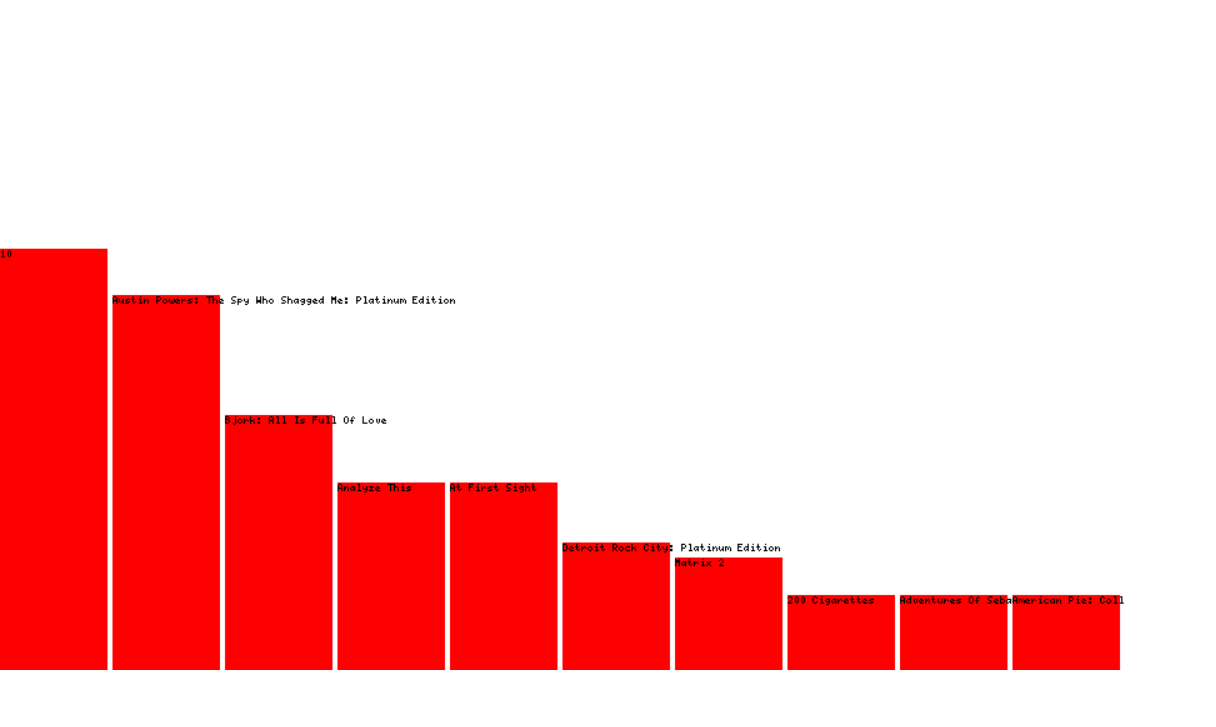 10
Austin Powers: The Spy Who Shagged Me: Platinum Edition
Bjork: All Is Full Of Love
Analyze This
At First Sight
Detroit Rock City: Platinum Edition
Matrix 2
200 Cigarettes
Adventures Of Seba
American Pie: Coll